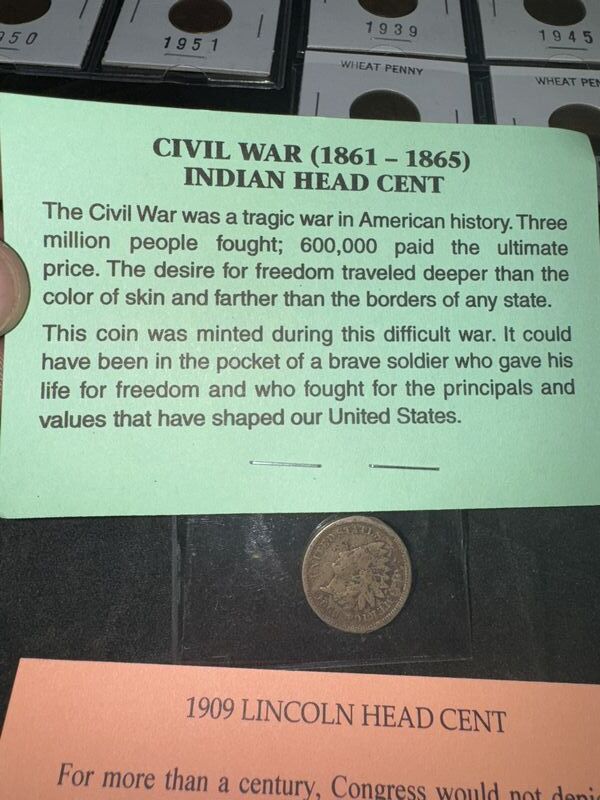 950
1951
1939
1945
WHEAT PENNY
WHEAT PEN
CIVIL WAR (1861 – 1865)
INDIAN HEAD CENT
The Civil War was a tragic war in American history. Three
million people fought; 600,000 paid the ultimate
price. The desire for freedom traveled deeper than the
color of skin and farther than the borders of any state.
This coin was minted during this difficult war. It could
have been in the pocket of a brave soldier who gave his
life for freedom and who fought for the principals and
values that have shaped our United States.
UNITED STATES
1909 LINCOLN HEAD CENT
For more than a century, Congress would not